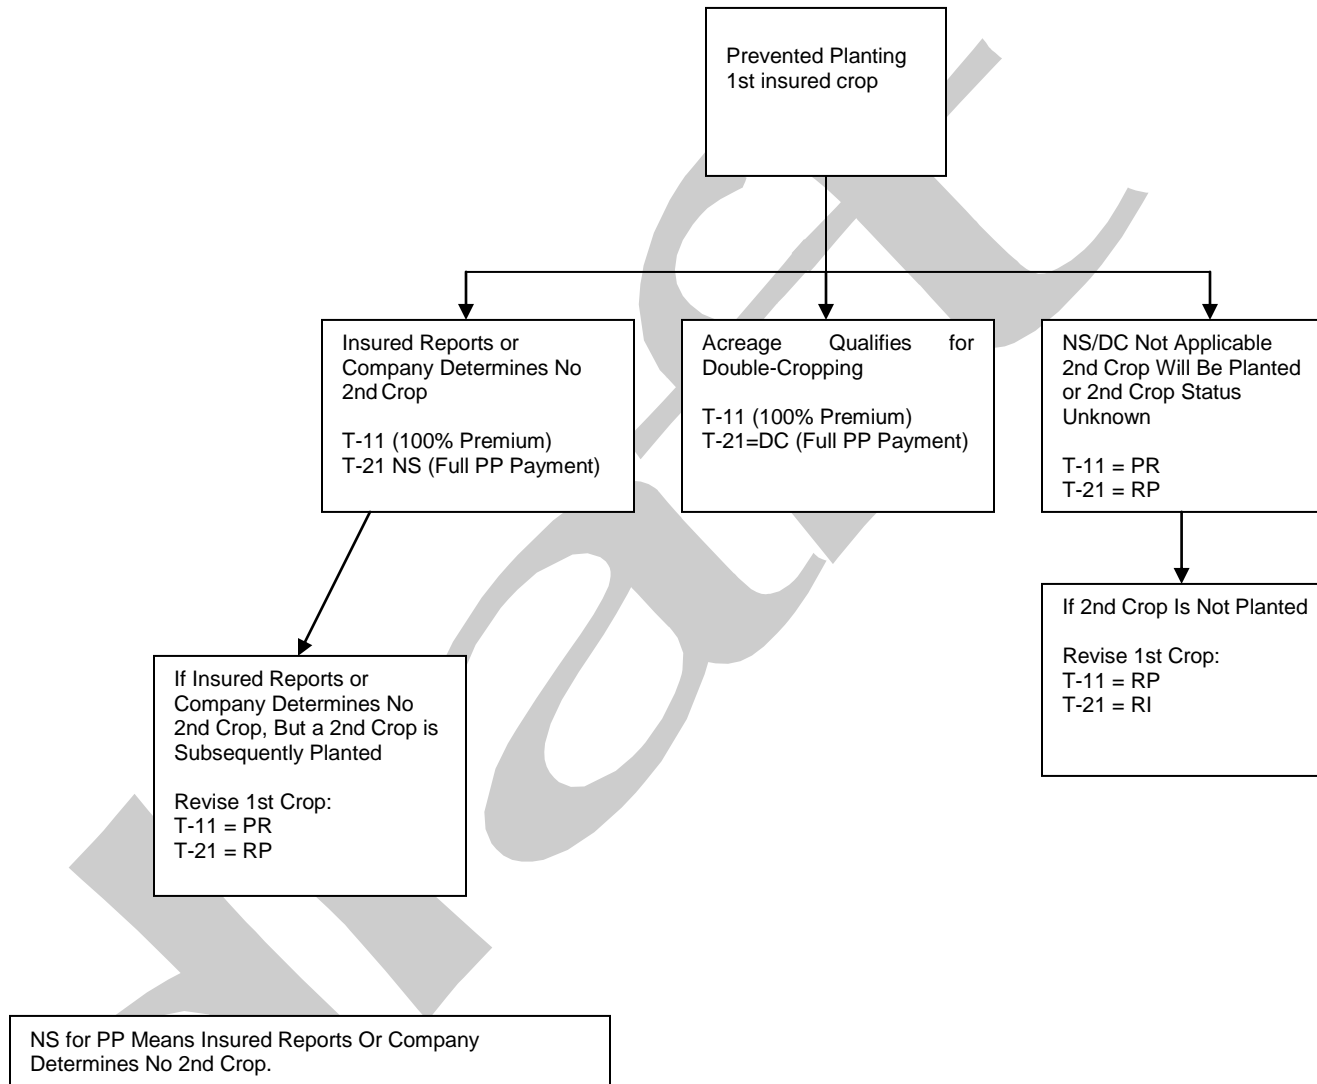 Prevented Planting
1st insured crop
Insured Reports or
Company Determines No
2nd Crop
T-11 (100% Premium)
T-21 NS (Full PP Payment)
Acreage Qualifies for
Double-Cropping
T-11 (100% Premium)
T-21=DC (Full PP Payment)
NS/DC Not Applicable
2nd Crop Will Be Planted
or 2nd Crop Status
Unknown
T-11 = PR
T-21 = RP
If Insured Reports or
Company Determines No
2nd Crop, But a 2nd Crop is
Subsequently Planted
Revise 1st Crop:
T-11 = PR
T-21 = RP
If 2nd Crop Is Not Planted
Revise 1st Crop:
T-11 = RP
T-21 = RI
NS for PP Means Insured Reports Or Company
Determines No 2nd Crop.